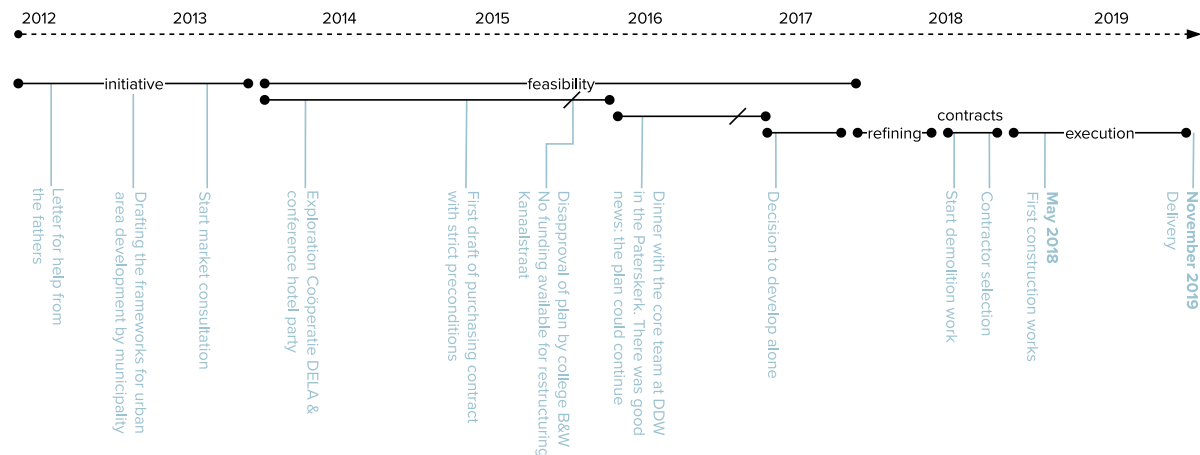 2012 2013 2014 2015 2016 2017 2018 2019
initiative
feasibility
refining
contracts
execution
Letter for help from
the fathers
Drafting the frameworks for urban
area development by municipality
Start market consultation
Exploration Coöperatie DELA &
conference hotel party
First draft of purchasing contract
with strict preconditions
Disapproval of plan by college B&W
No funding available for restructuring
Kanaalstraat
Dinner with the core team at DDW
in the Paterskerk. There was good
news: the plan could continue
Decision to develop alone
Start demolition work
Contractor selection
May 2018
First construction works
November 2019
Delivery